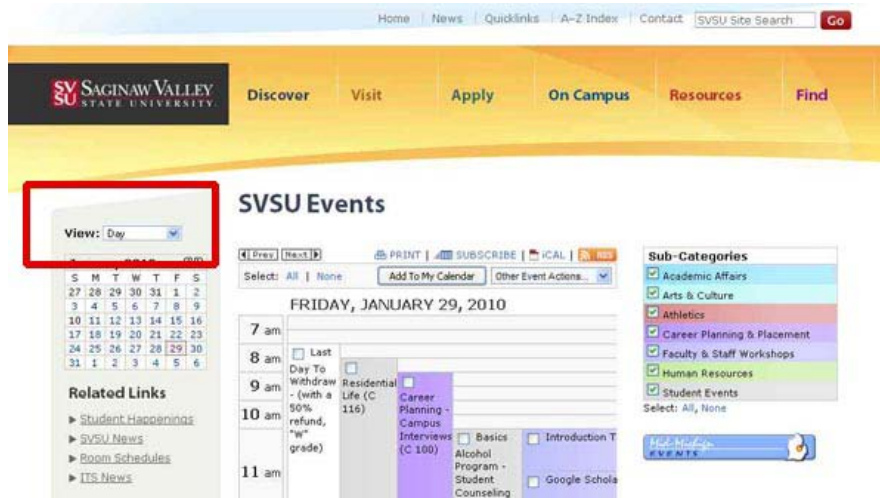 Home | News | Quicklinks | A-Z Index | Contact SVSU Site Search Go
SVSU SAGINAW VALLEY
STATE UNIVERSITY.
Discover Visit Apply On Campus Resources Find
SVSU Events
View: Day
2010
S M T W T F S
27 28 29 30 31 1 2
3 4 5 6 7 8 9
10 11 12 13 14 15 16
17 18 19 20 21 22 23
24 25 26 27 28 29 30
31 1 2 3 4 5 6
Related Links
Student Happenings
SVSU News
Room Schedules
ITS News
Prev Next PRINT | SUBSCRIBE | iCAL | RSS
Select: All | None Add To My Calendar Other Event Actions...
FRIDAY, JANUARY 29, 2010
7 am
8 am
9 am
10 am
11 am
Last
Day To
Withdraw
- (with a
50%
refund,
"W"
grade)
Residential
Life (C
116)
Career
Planning -
Campus
Interviews
(C 100)
Basics
Alcohol
Program -
Student
Counseling
Introduction T
Google Schola
Sub-Categories
Academic Affairs
Arts & Culture
Athletics
Career Planning & Placement
Faculty & Staff Workshops
Human Resources
Student Events
Select: All, None
Mid-Michigan
EVENTS